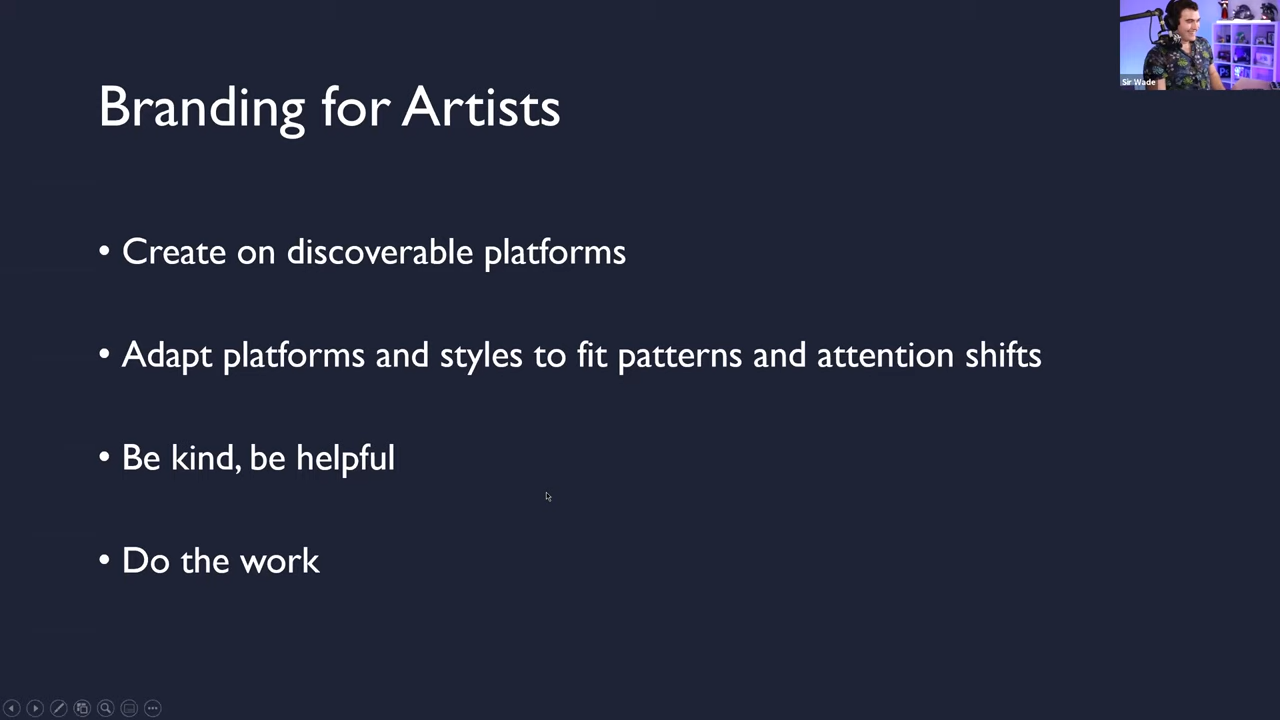 Sir Wade
Branding for Artists
• Create on discoverable platforms
• Adapt platforms and styles to fit patterns and attention shifts
• Be kind, be helpful
• Do the work